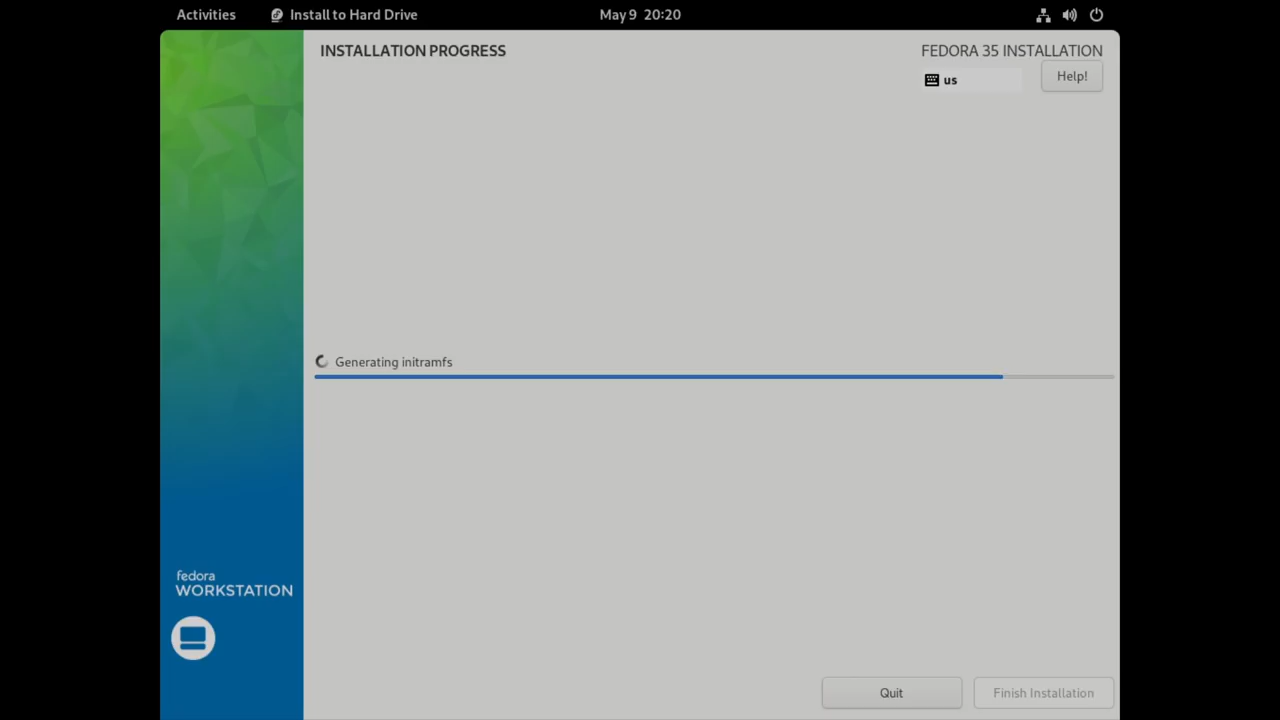 Activities
Install to Hard Drive
May 9 20:20
INSTALLATION PROGRESS
FEDORA 35 INSTALLATION
us
Help!
Generating initramfs
fedora
WORKSTATION
Quit
Finish Installation